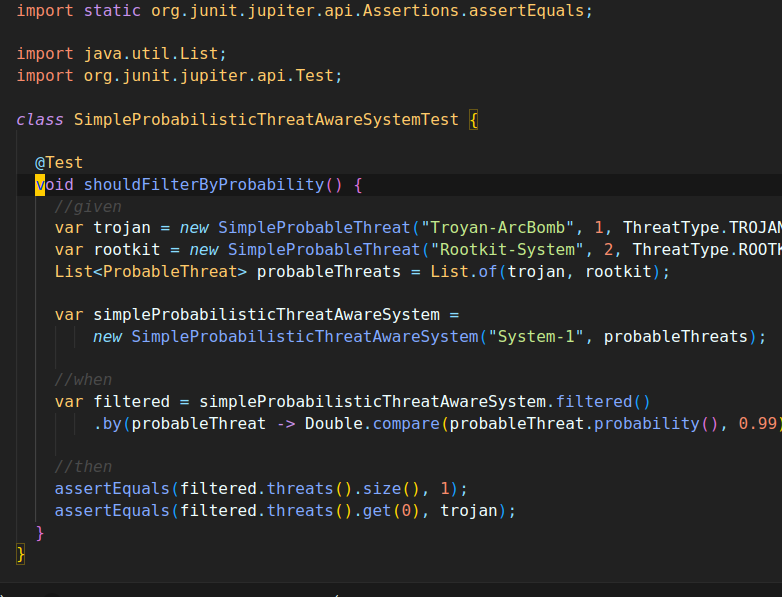 import static org.junit.jupiter.api.Assertions.assertEquals;
import java.util.List;
import org.junit.jupiter.api.Test;
class SimpleProbabilisticThreatAwareSystemTest {
@Test
void shouldFilterByProbability() {
//given
var trojan = new SimpleProbableThreat("Troyan-ArcBomb", 1, ThreatType.TROJAN
var rootkit = new SimpleProbableThreat("Rootkit-System", 2, ThreatType.ROOTK
List<ProbableThreat> probableThreats = List.of(trojan, rootkit);
var simpleProbabilisticThreatAwareSystem =
new SimpleProbabilisticThreatAwareSystem("System-1", probableThreats);
//when
var filtered = simpleProbabilisticThreatAwareSystem.filtered()
.by(probableThreat -> Double.compare(probableThreat.probability(), 0.99)
//then
assertEquals(filtered.threats().size(), 1);
assertEquals(filtered.threats().get(0), trojan);
}
}